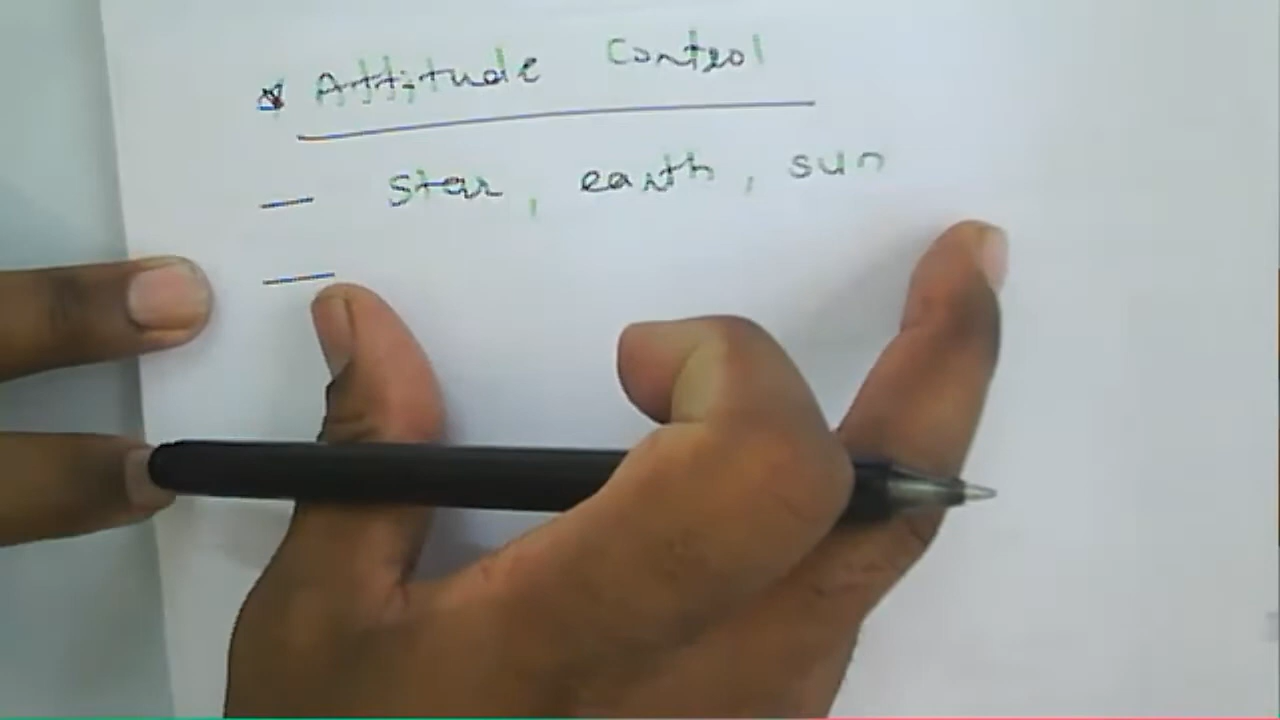 * Attitude Control
— star, earth, sun
—